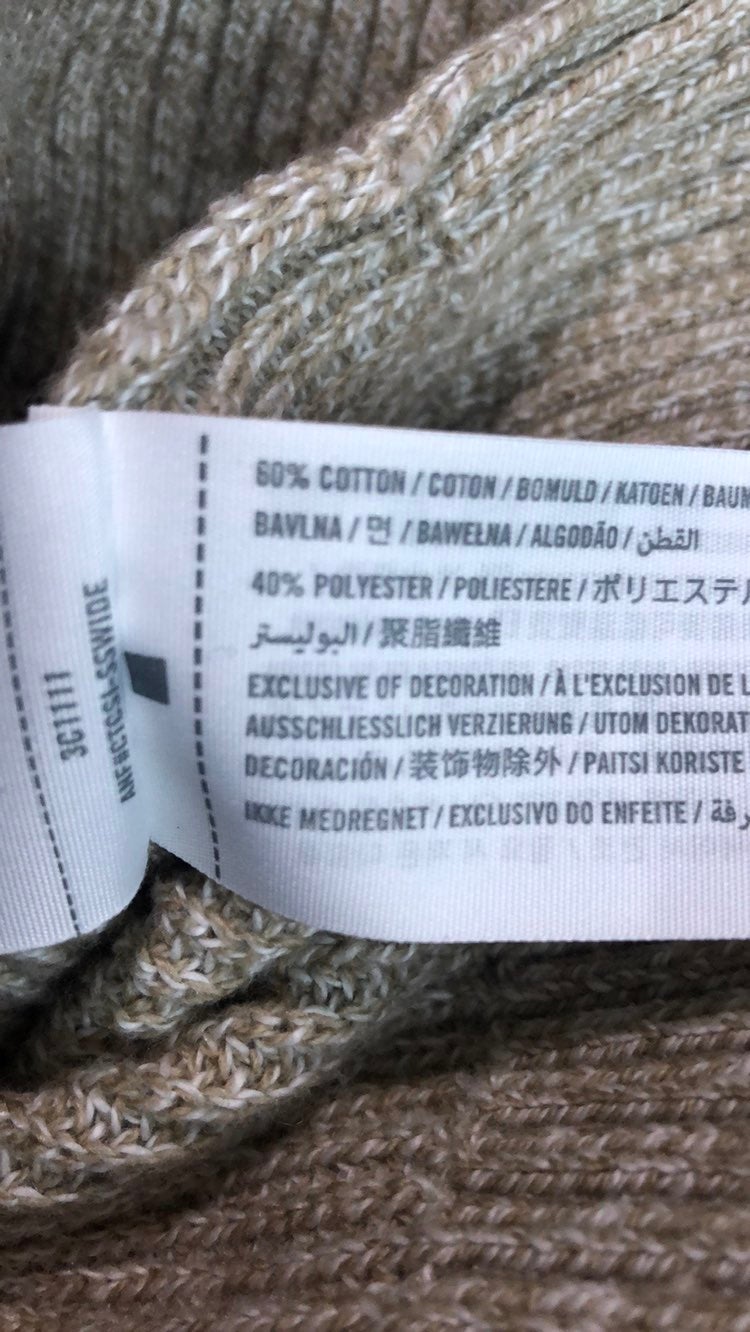 60% COTTON / COTON / BOMULD / KATOEN / BAUM
BAVLNA / 면 / BAWEŁNA / ALGODÃO / القطن
40% POLYESTER / POLIESTERE / ポリエステル
البوليستر / 聚脂纖維
EXCLUSIVE OF DECORATION / À L'EXCLUSION DE L
AUSSCHLIESSLICH VERZIERUNG / UTOM DEKORAT
DECORACIÓN / 装饰物除外 / PAITSI KORISTE
IKKE MEDREGNET / EXCLUSIVO DO ENFEITE /
3C1111